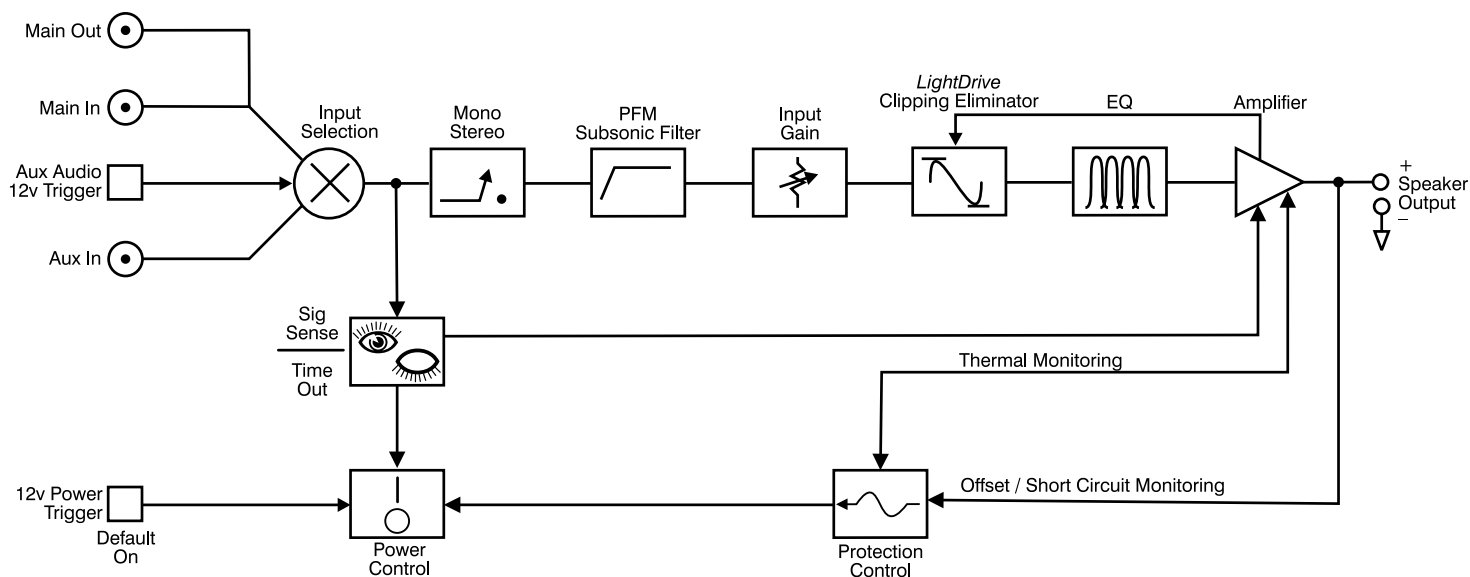 Main Out
Main In
Aux Audio
12v Trigger
Aux In
Input
Selection
Mono
Stereo
PFM
Subsonic Filter
Input
Gain
LightDrive
Clipping Eliminator
EQ
Amplifier
+
Speaker
Output
–
Sig
Sense
Time
Out
Thermal Monitoring
12v Power
Trigger
Default
On
Power
Control
Offset / Short Circuit Monitoring
Protection
Control